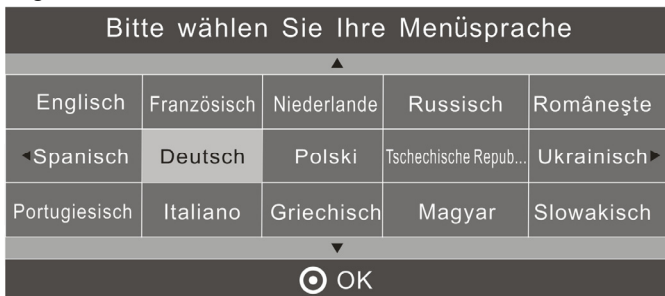 Bitte wählen Sie Ihre Menüsprache
Englisch Französisch Niederlande Russisch Româneşte
Spanisch Deutsch Polski Tschechische Repub... Ukrainisch
Portugiesisch Italiano Griechisch Magyar Slowakisch
OK